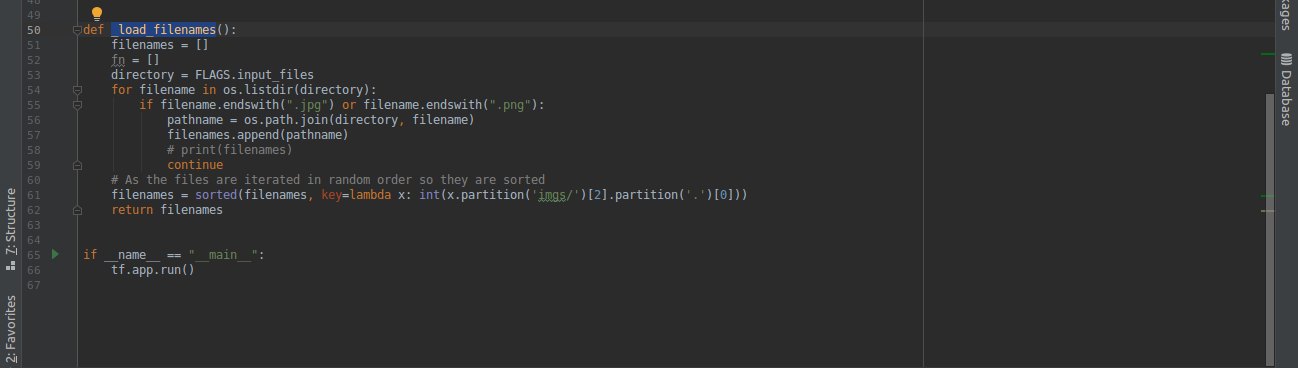 48
49
50 def _load_filenames():
51 filenames = []
52 fn = []
53 directory = FLAGS.input_files
54 for filename in os.listdir(directory):
55 if filename.endswith(".jpg") or filename.endswith(".png"):
56 pathname = os.path.join(directory, filename)
57 filenames.append(pathname)
58 # print(filenames)
59 continue
60 # As the files are iterated in random order so they are sorted
61 filenames = sorted(filenames, key=lambda x: int(x.partition('imgs/')[2].partition('.')[0]))
62 return filenames
63
64
65 if __name__ == "__main__":
66 tf.app.run()
67
7: Structure
2: Favorites
kages
Database